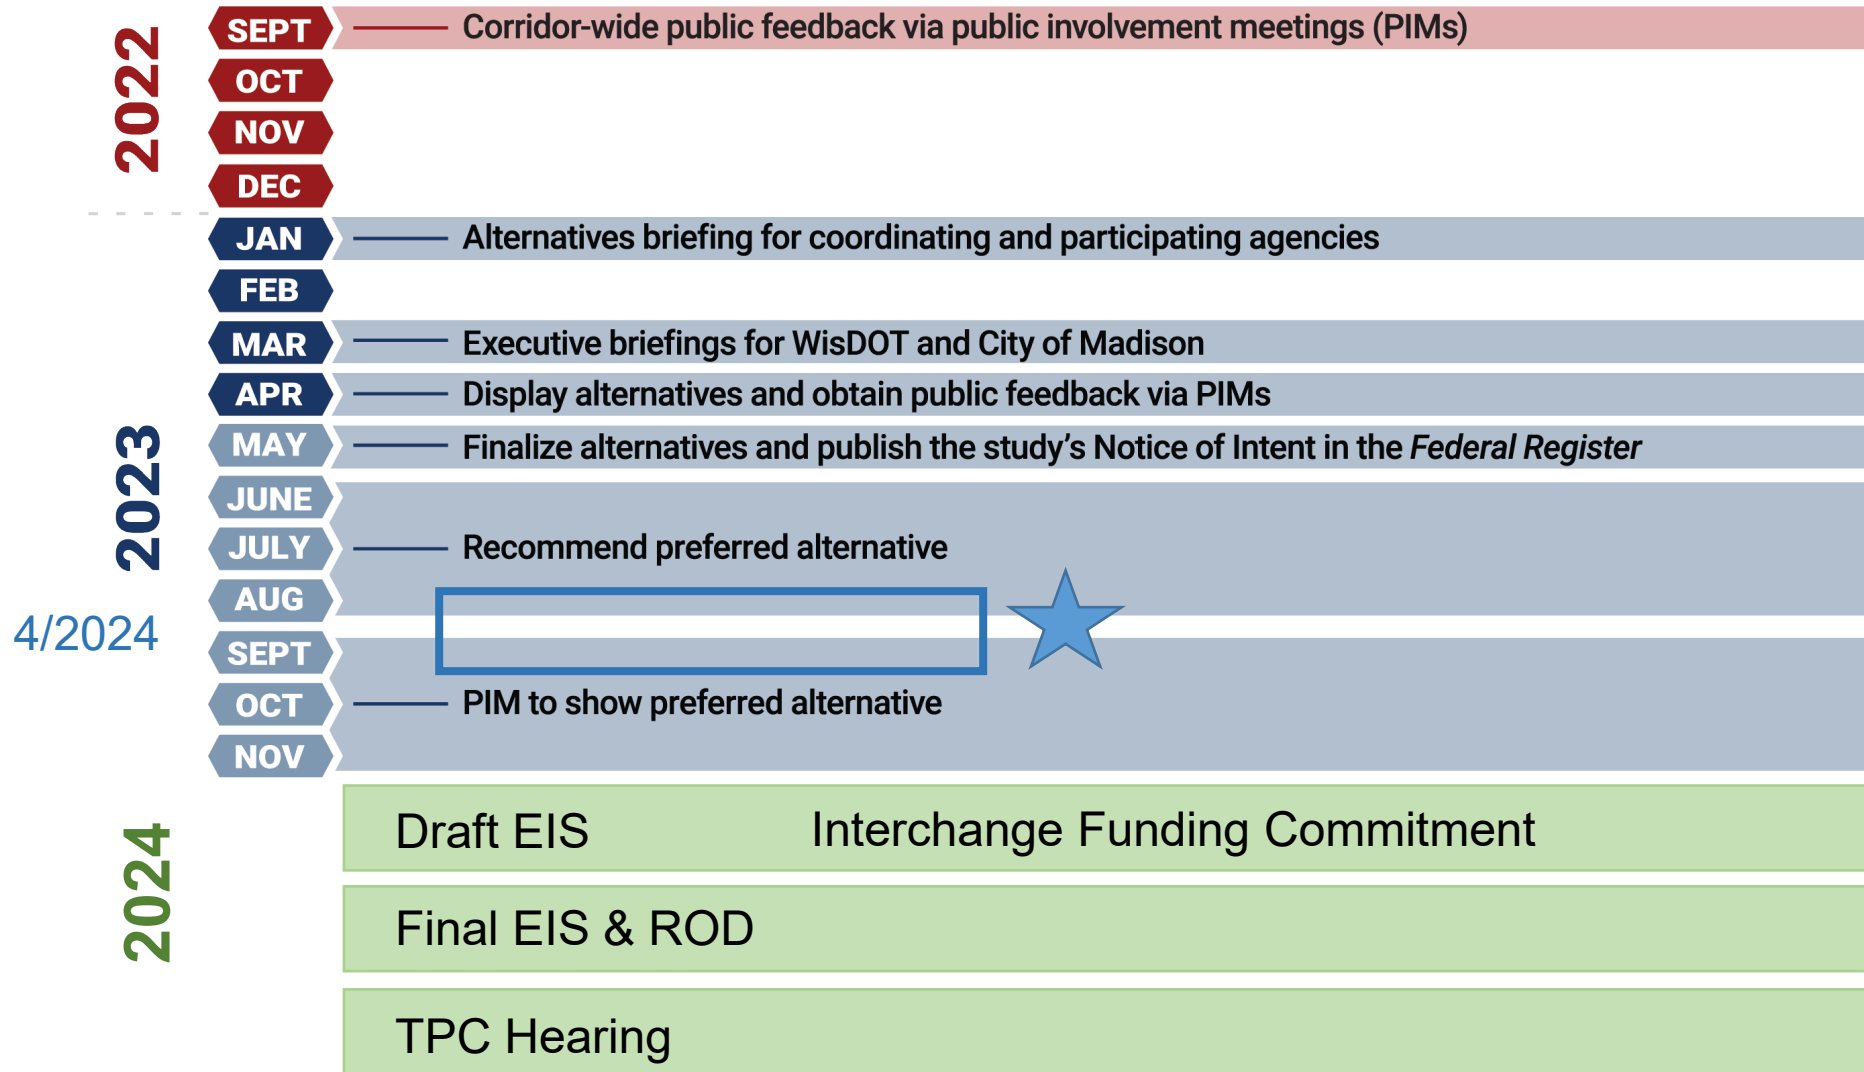 2022
SEPT Corridor-wide public feedback via public involvement meetings (PIMs)
OCT
NOV
DEC
2023
JAN Alternatives briefing for coordinating and participating agencies
FEB
MAR Executive briefings for WisDOT and City of Madison
APR Display alternatives and obtain public feedback via PIMs
MAY Finalize alternatives and publish the study's Notice of Intent in the Federal Register
JUNE
JULY Recommend preferred alternative
AUG
4/2024
SEPT
OCT PIM to show preferred alternative
NOV
2024
Draft EIS Interchange Funding Commitment
Final EIS & ROD
TPC Hearing